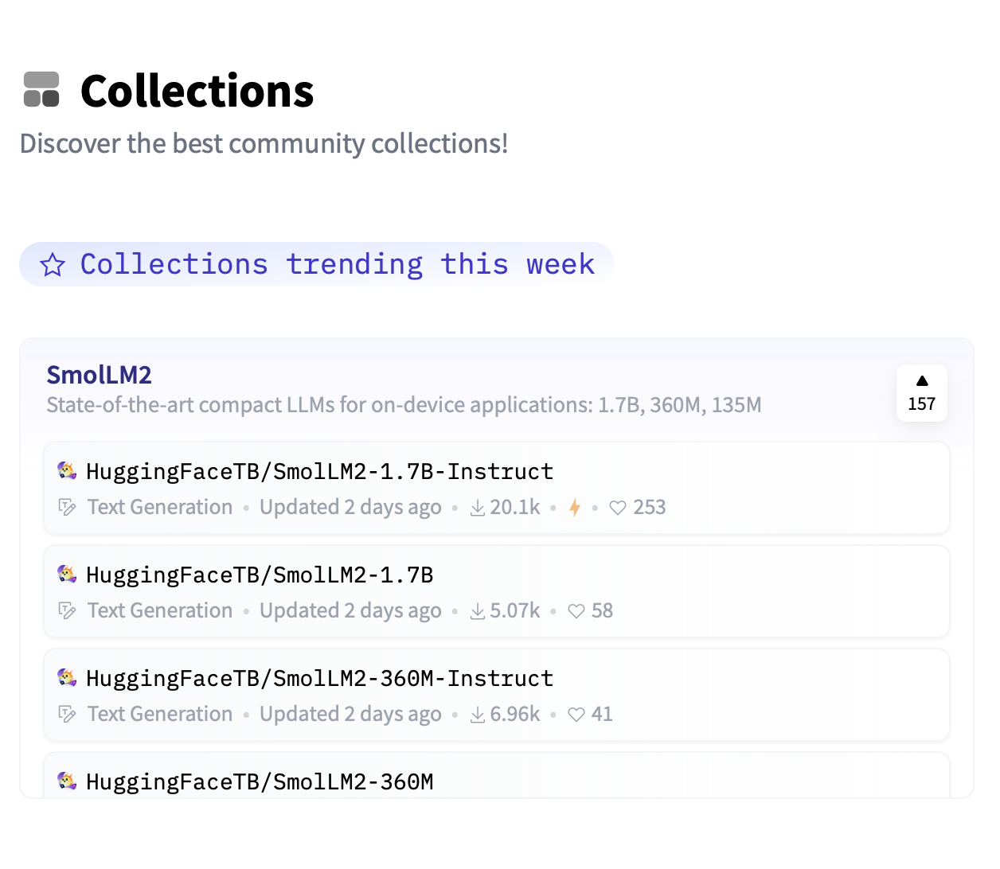 Collections
Discover the best community collections!
Collections trending this week
SmolLM2
State-of-the-art compact LLMs for on-device applications: 1.7B, 360M, 135M
157
HuggingFaceTB/SmolLM2-1.7B-Instruct
Text Generation • Updated 2 days ago • 20.1k • • 253
HuggingFaceTB/SmolLM2-1.7B
Text Generation • Updated 2 days ago • 5.07k • 58
HuggingFaceTB/SmolLM2-360M-Instruct
Text Generation • Updated 2 days ago • 6.96k • 41
HuggingFaceTB/SmolLM2-360M